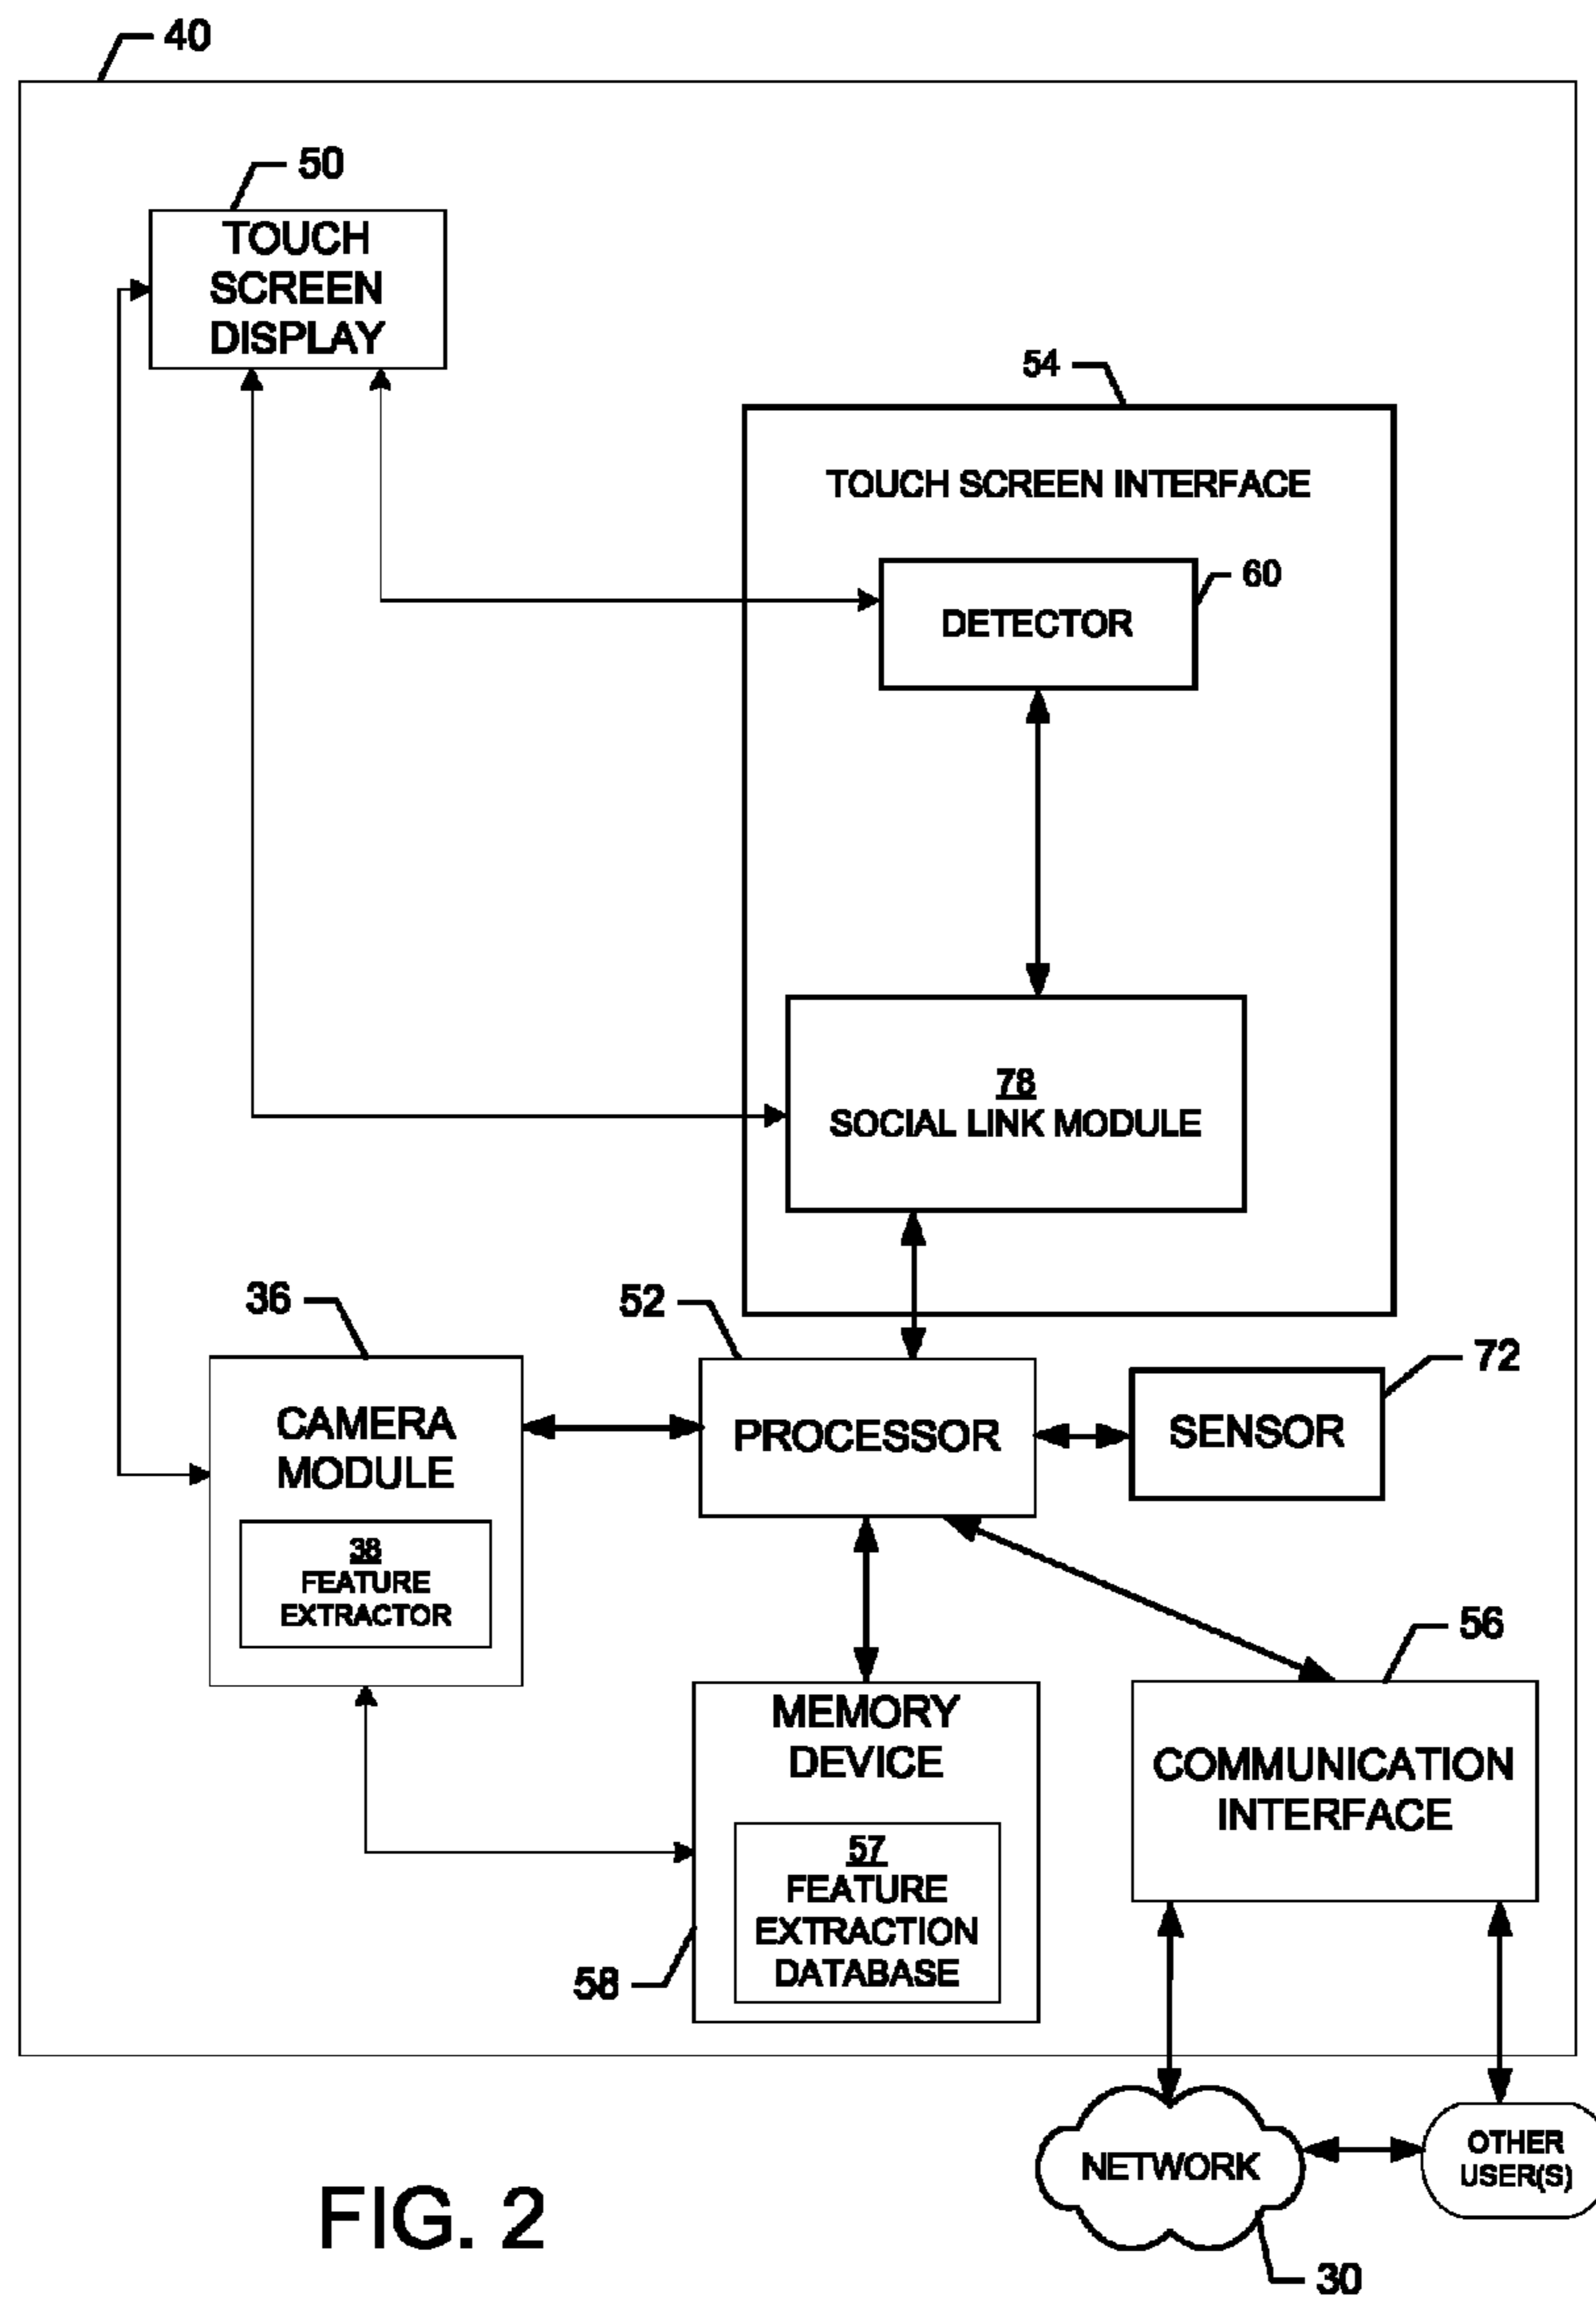 40
50
TOUCH
SCREEN
DISPLAY
54
TOUCH SCREEN INTERFACE
60
DETECTOR
78
SOCIAL LINK MODULE
36
52
72
CAMERA
MODULE
PROCESSOR
SENSOR
38
FEATURE
EXTRACTOR
56
MEMORY
DEVICE
COMMUNICATION
INTERFACE
57
FEATURE
EXTRACTION
DATABASE
58
NETWORK
OTHER
USER(S)
30
FIG. 2